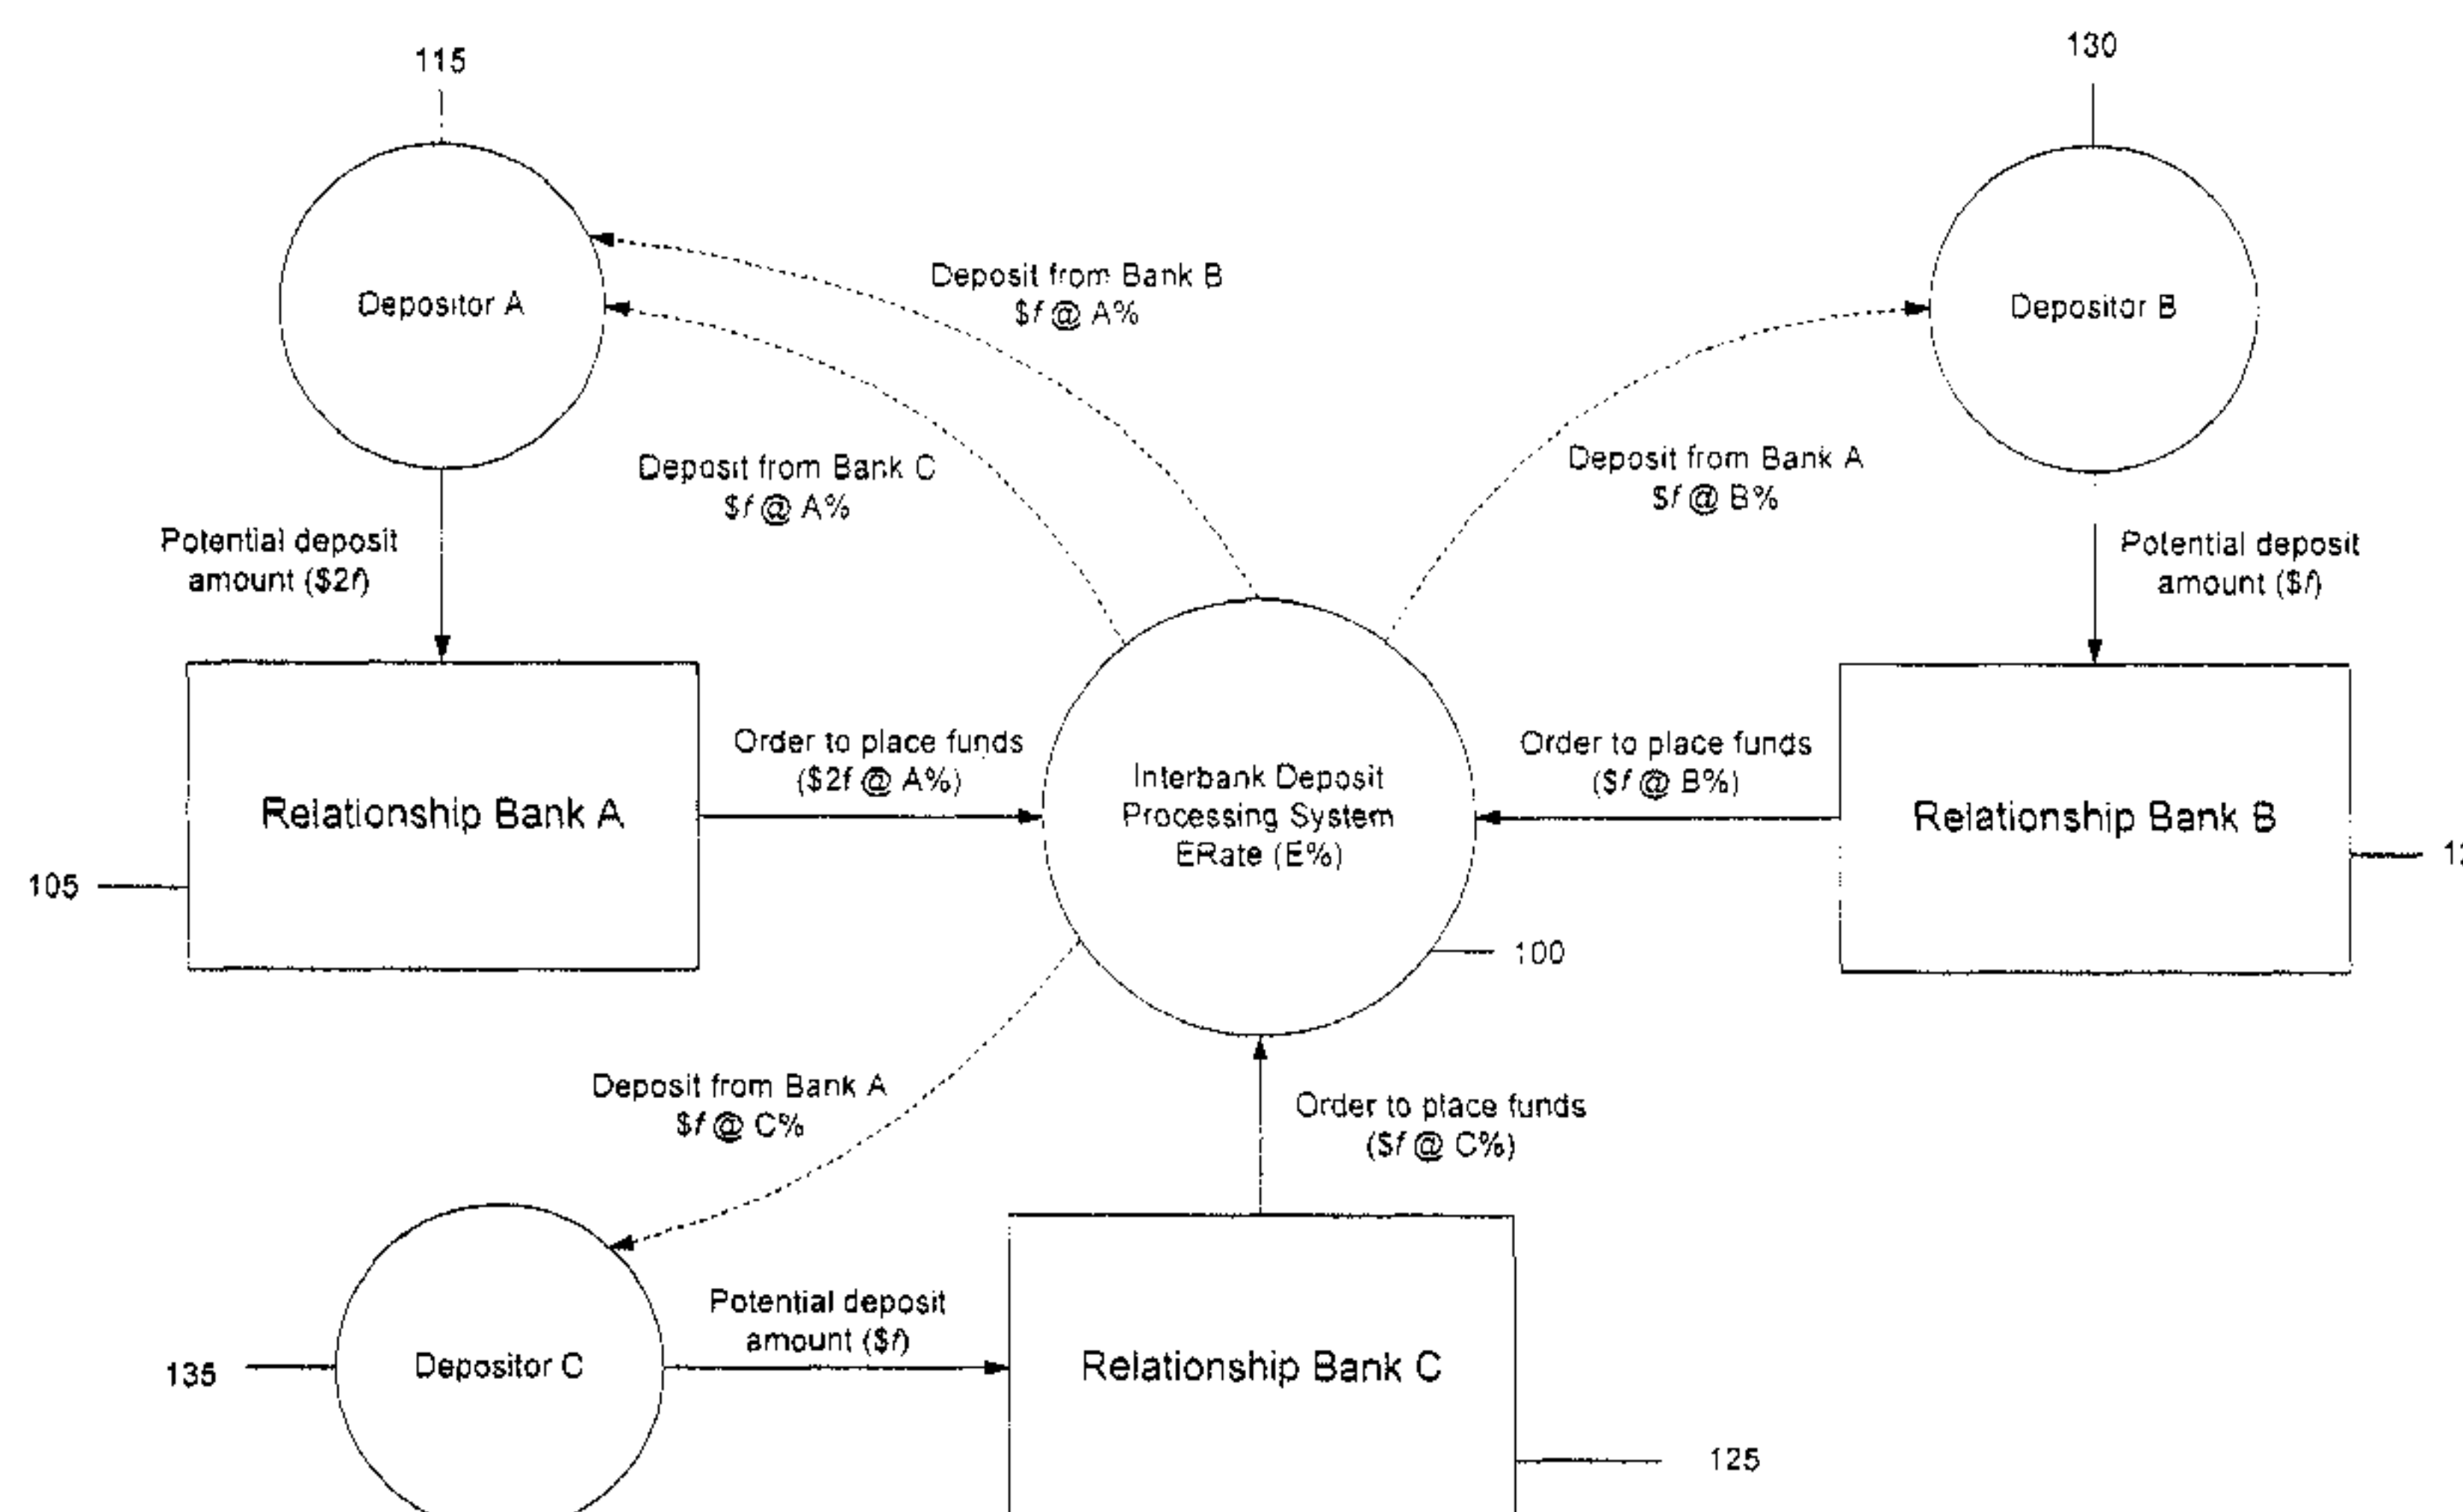 115
130
Deposit from Bank B
$f @ A%
Depositor A
Depositor B
Deposit from Bank C
$f @ A%
Deposit from Bank A
$f @ B%
Potential deposit
amount ($2f)
Potential deposit
amount ($f)
Order to place funds
($2f @ A%)
Order to place funds
($f @ B%)
Interbank Deposit
Processing System
ERate (E%)
Relationship Bank A
Relationship Bank B
105
100
Deposit from Bank A
$f @ C%
Order to place funds
($f @ C%)
Potential deposit
amount ($f)
Depositor C
Relationship Bank C
135
125